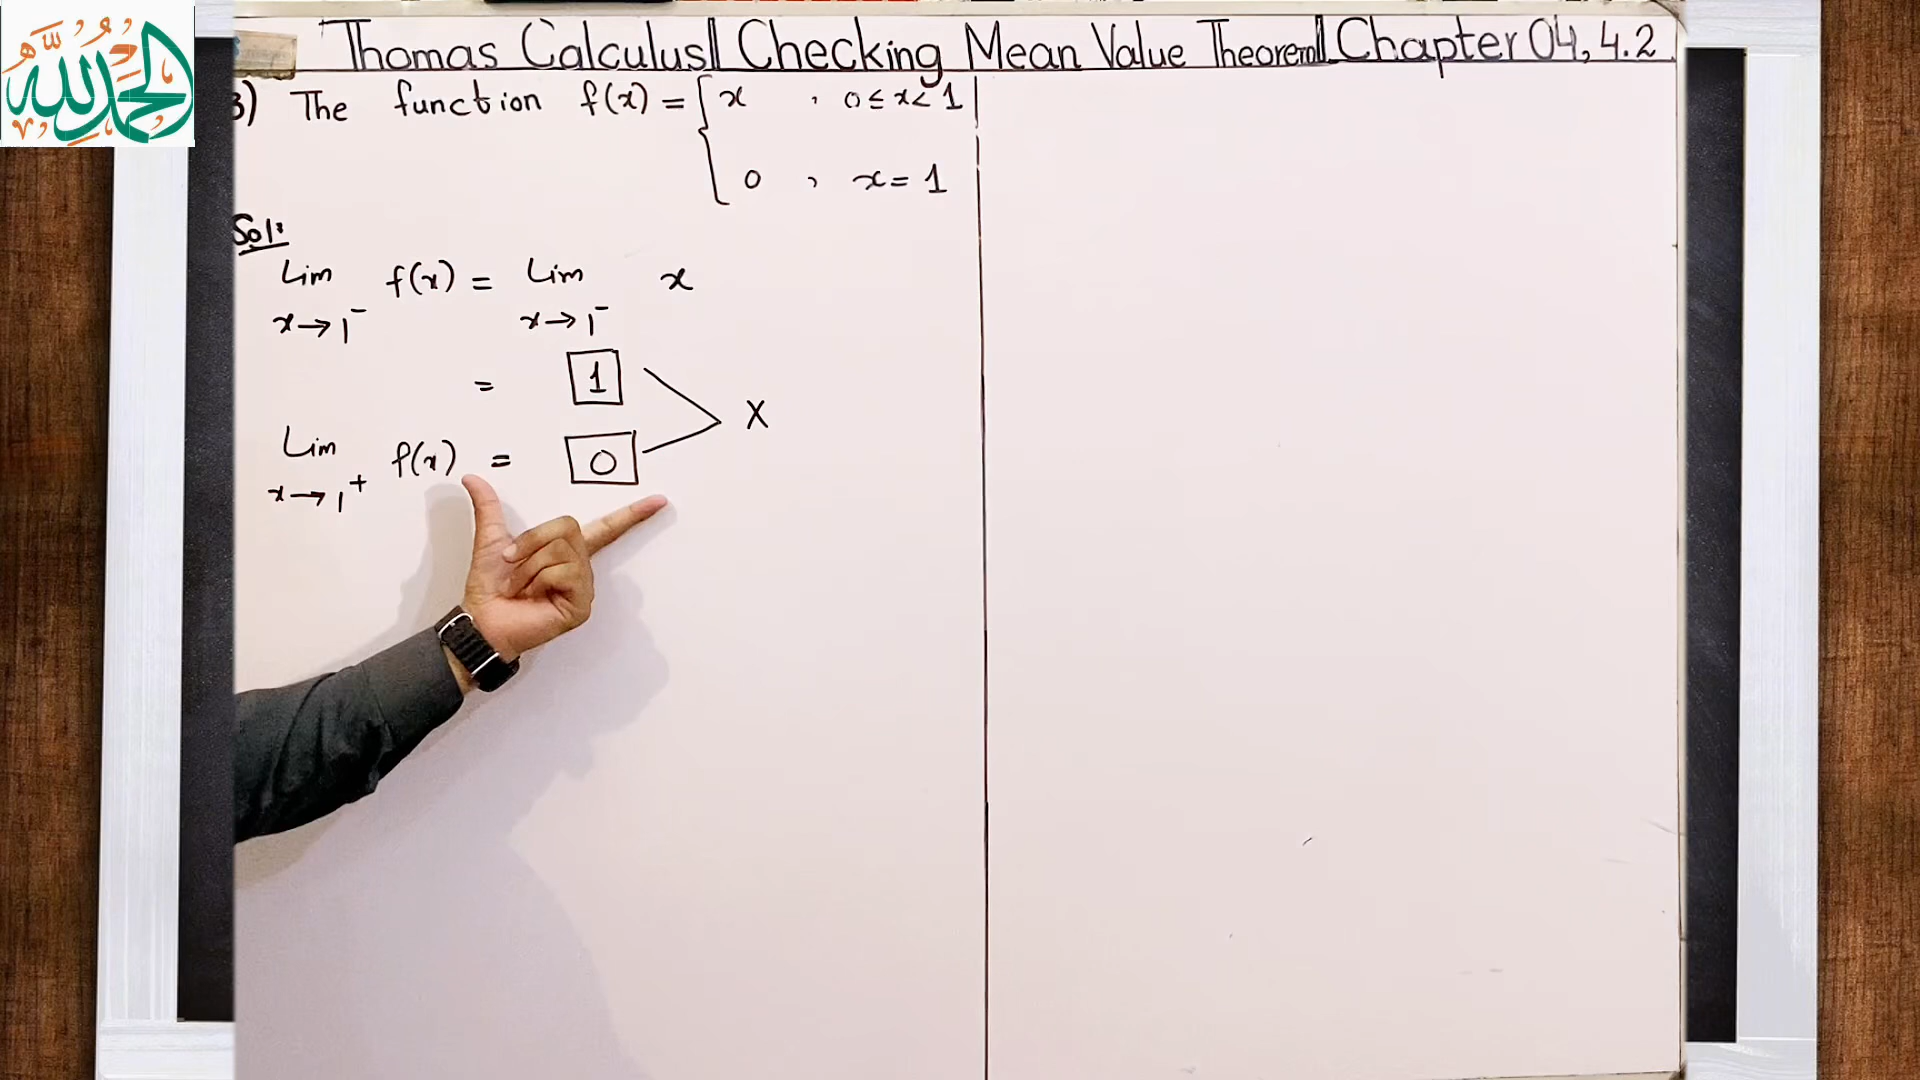 الحمد لله
Thomas Calculus|| Checking Mean Value Theorem||. Chapter 04, 4.2
3) The function f(x) = { x , 0 ≤ x < 1
0 , x = 1
Sol:
Lim x→1⁻ f(x) = Lim x→1⁻ x
= 1
X
Lim x→1⁺ f(x) = 0